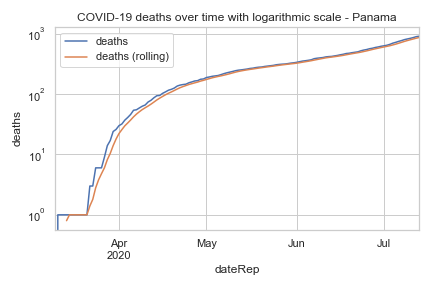 COVID-19 deaths over time with logarithmic scale - Panama
deaths
deaths (rolling)
10³
10²
10¹
10⁰
deaths
Apr
2020
May
Jun
Jul
dateRep